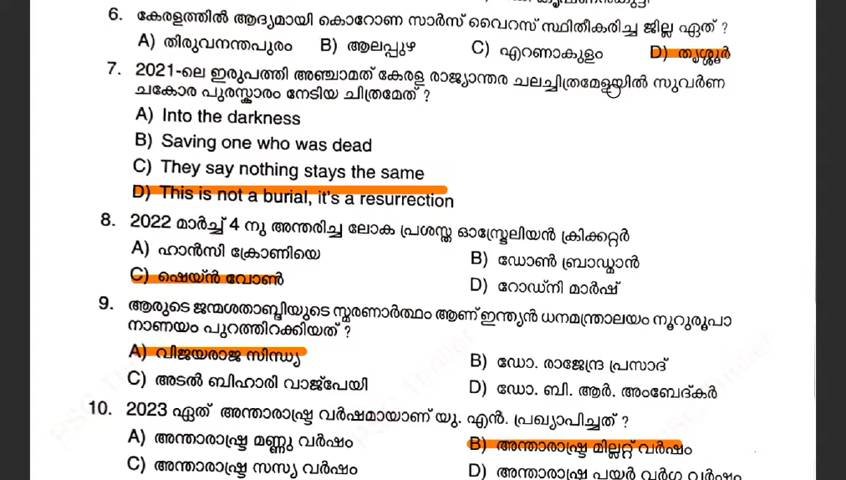 6. കേരളത്തിൽ ആദ്യമായി കൊറോണ സാർസ് വൈറസ് സ്ഥിതീകരിച്ച ജില്ല ഏത് ?
A) തിരുവനന്തപുരം B) ആലപ്പുഴ C) എറണാകുളം D) തൃശ്ശൂർ
7. 2021-ലെ ഇരുപത്തി അഞ്ചാമത് കേരള രാജ്യാന്തര ചലച്ചിത്രമേളയിൽ സുവർണ
ചകോര പുരസ്കാരം നേടിയ ചിത്രമേത് ?
A) Into the darkness
B) Saving one who was dead
C) They say nothing stays the same
D) This is not a burial, it's a resurrection
8. 2022 മാർച്ച് 4 നു അന്തരിച്ച ലോക പ്രശസ്ത ഓസ്ട്രേലിയൻ ക്രിക്കറ്റർ
A) ഹാൻസി ക്രോണിയെ B) ഡോൺ ബ്രാഡ്മാൻ
C) ഷെയ്ൻ വോൺ D) റോഡ്നി മാർഷ്
9. ആരുടെ ജന്മശതാബ്ദിയുടെ സ്മരണാർത്ഥം ആണ് ഇന്ത്യൻ ധനമന്ത്രാലയം നൂറുരൂപാ
നാണയം പുറത്തിറക്കിയത് ?
A) വിജയരാജ സിന്ധ്യ B) ഡോ. രാജേന്ദ്ര പ്രസാദ്
C) അടൽ ബിഹാരി വാജ്പേയി D) ഡോ. ബി. ആർ. അംബേദ്കർ
10. 2023 ഏത് അന്താരാഷ്ട്ര വർഷമായാണ് യു. എൻ. പ്രഖ്യാപിച്ചത് ?
A) അന്താരാഷ്ട്ര മണ്ണു വർഷം B) അന്താരാഷ്ട്ര മില്ലറ്റ് വർഷം
C) അന്താരാഷ്ട്ര സസ്യ വർഷം D) അന്താരാഷ്ട്ര പയർ വർഗ്ഗ വർഷം